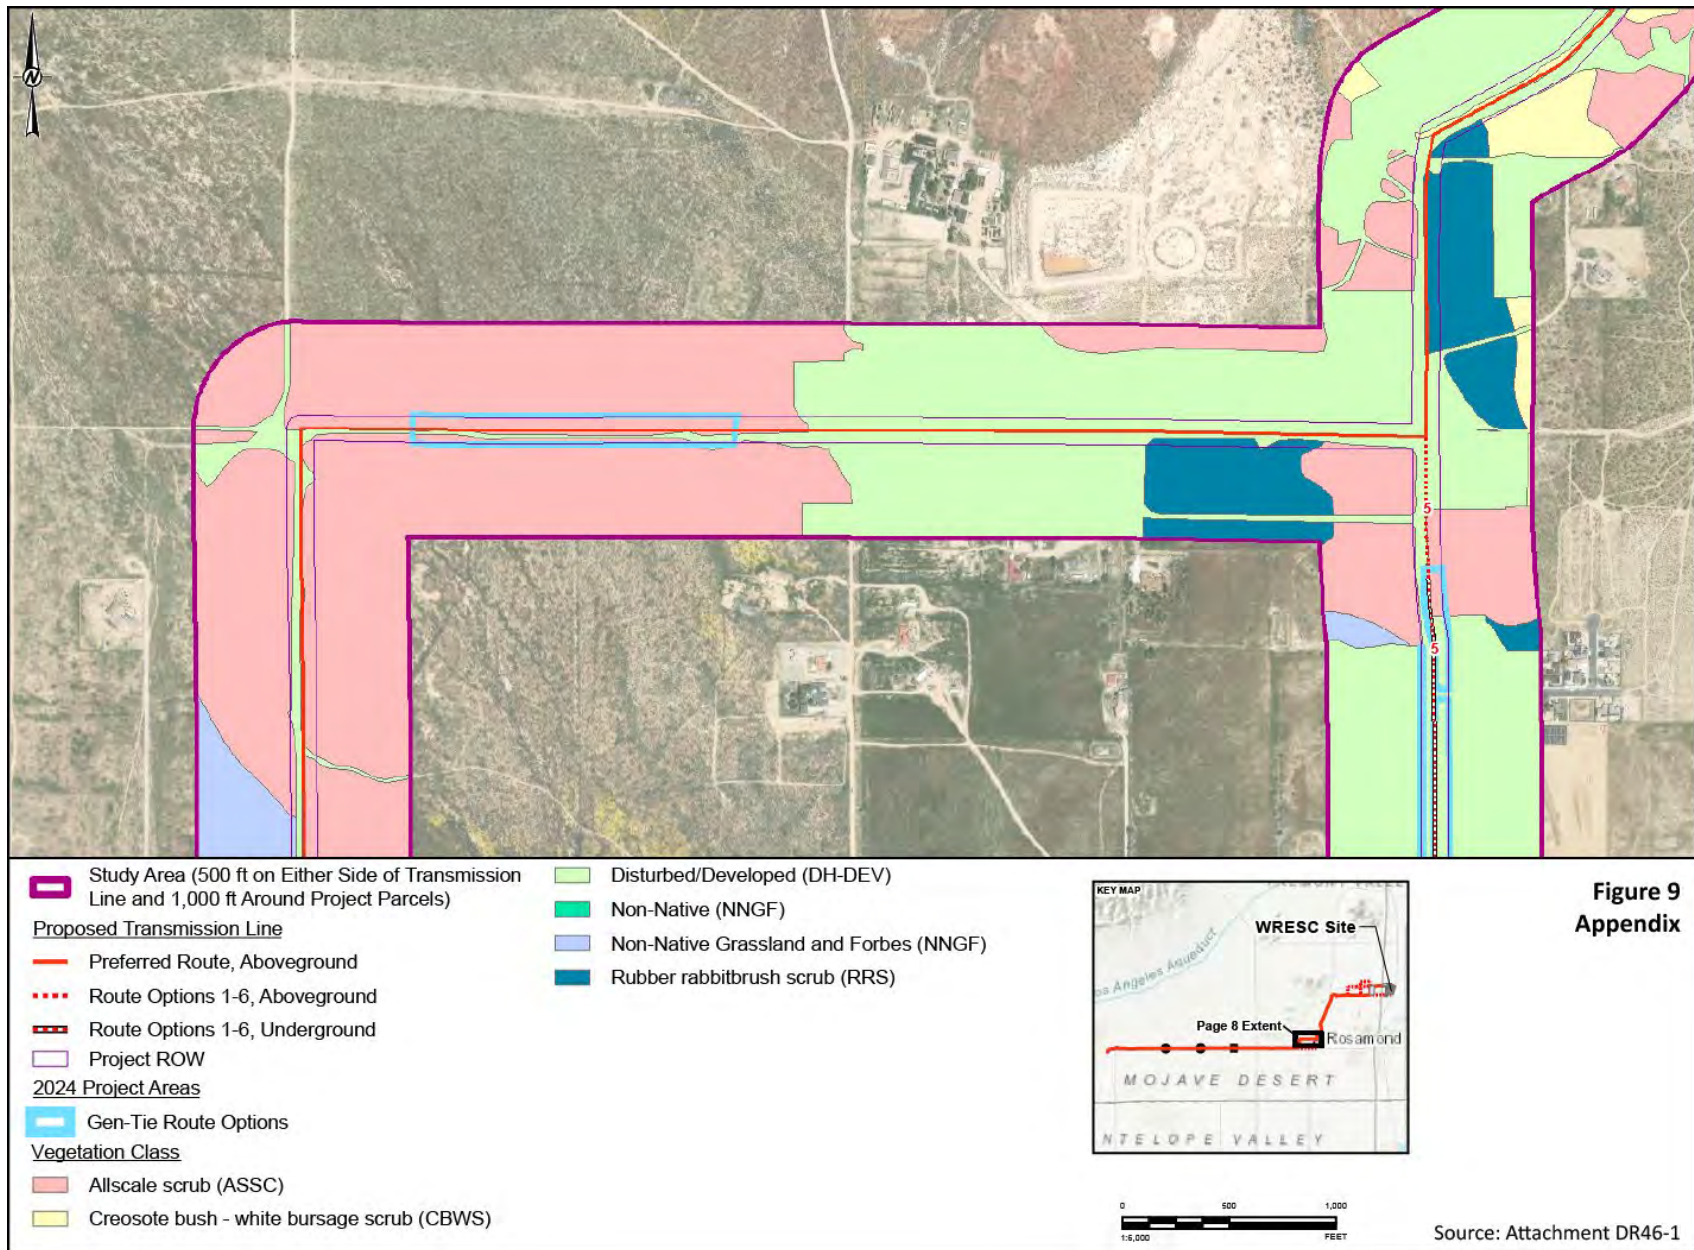 N
5
5
Study Area (500 ft on Either Side of Transmission
Line and 1,000 ft Around Project Parcels)
Proposed Transmission Line
Preferred Route, Aboveground
Route Options 1-6, Aboveground
Route Options 1-6, Underground
Project ROW
2024 Project Areas
Gen-Tie Route Options
Vegetation Class
Allscale scrub (ASSC)
Creosote bush - white bursage scrub (CBWS)
Disturbed/Developed (DH-DEV)
Non-Native (NNGF)
Non-Native Grassland and Forbes (NNGF)
Rubber rabbitbrush scrub (RRS)
KEY MAP
WRESC Site
os Angeles Aqueduct
Page 8 Extent
Rosamond
MOJAVE DESERT
NTELOPE VALLEY
0 500 1,000
1:6,000 FEET
Figure 9
Appendix
Source: Attachment DR46-1